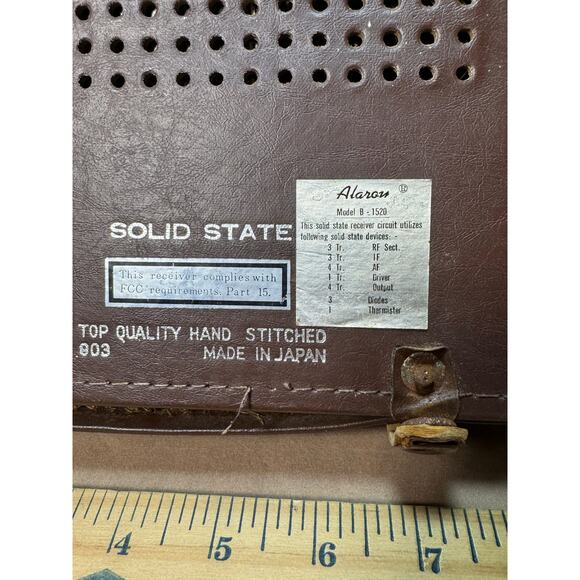 Alaron ®
Model B - 1520
This solid state receiver circuit utilizes
following solid state devices: -
3 Tr. RF Sect.
3 Tr. IF
4 Tr. AF
1 Tr. Driver
4 Tr. Output
3 Diodes
1 Thermister
SOLID STATE
This receiver complies with
FCC requirements, Part 15.
TOP QUALITY HAND STITCHED
803 MADE IN JAPAN
4 5 6 7